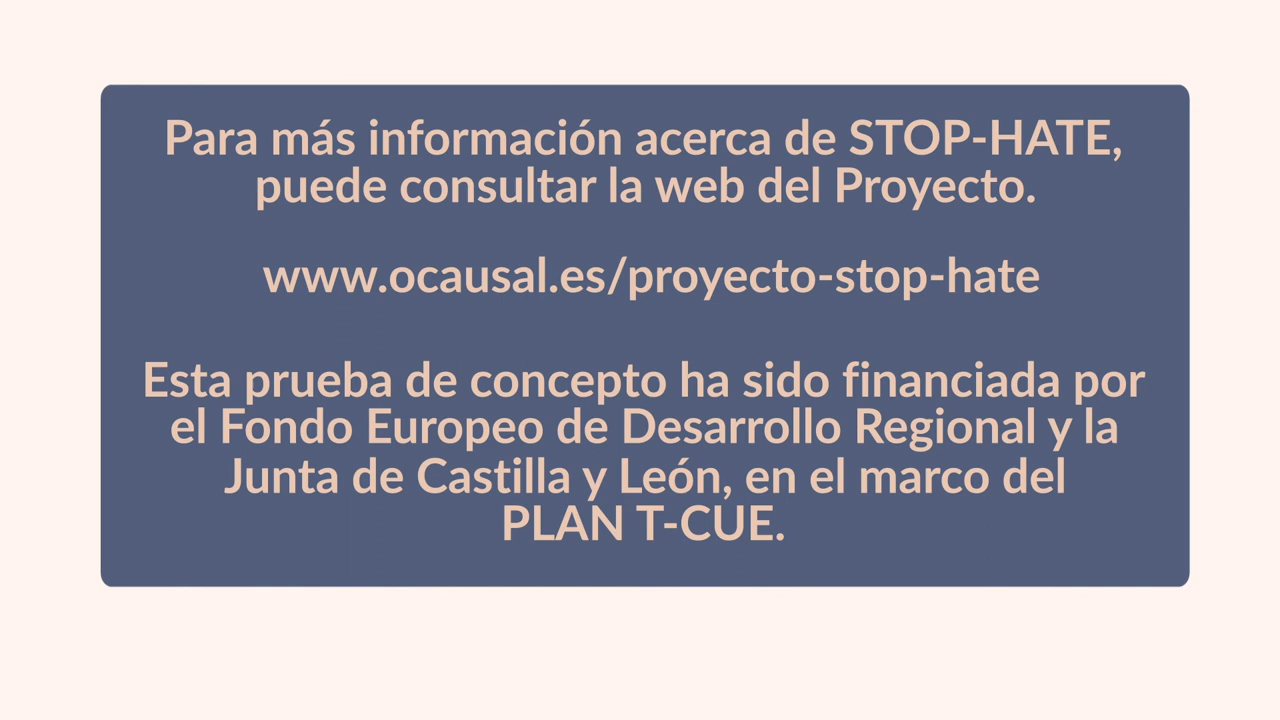 Para más información acerca de STOP-HATE,
puede consultar la web del Proyecto.
www.ocausal.es/proyecto-stop-hate
Esta prueba de concepto ha sido financiada por
el Fondo Europeo de Desarrollo Regional y la
Junta de Castilla y León, en el marco del
PLAN T-CUE.